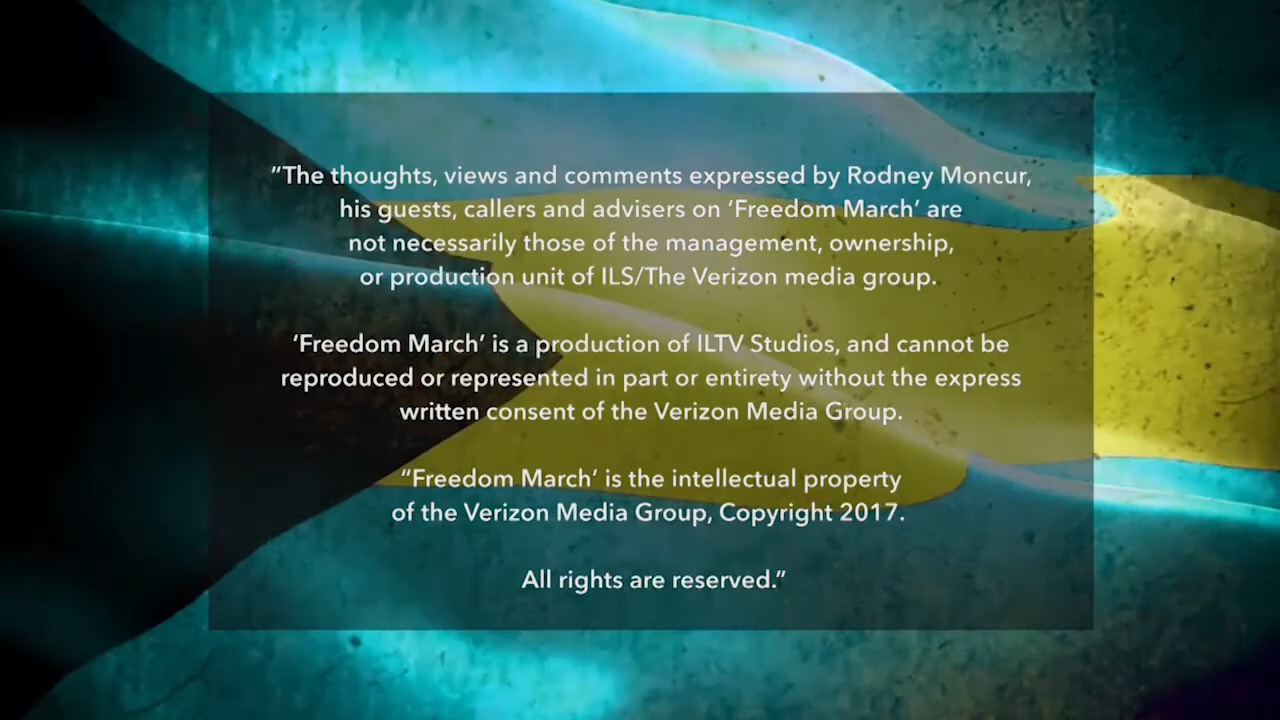 “The thoughts, views and comments expressed by Rodney Moncur,
his guests, callers and advisers on ‘Freedom March’ are
not necessarily those of the management, ownership,
or production unit of ILS/The Verizon media group.
‘Freedom March’ is a production of ILTV Studios, and cannot be
reproduced or represented in part or entirety without the express
written consent of the Verizon Media Group.
“Freedom March’ is the intellectual property
of the Verizon Media Group, Copyright 2017.
All rights are reserved.”